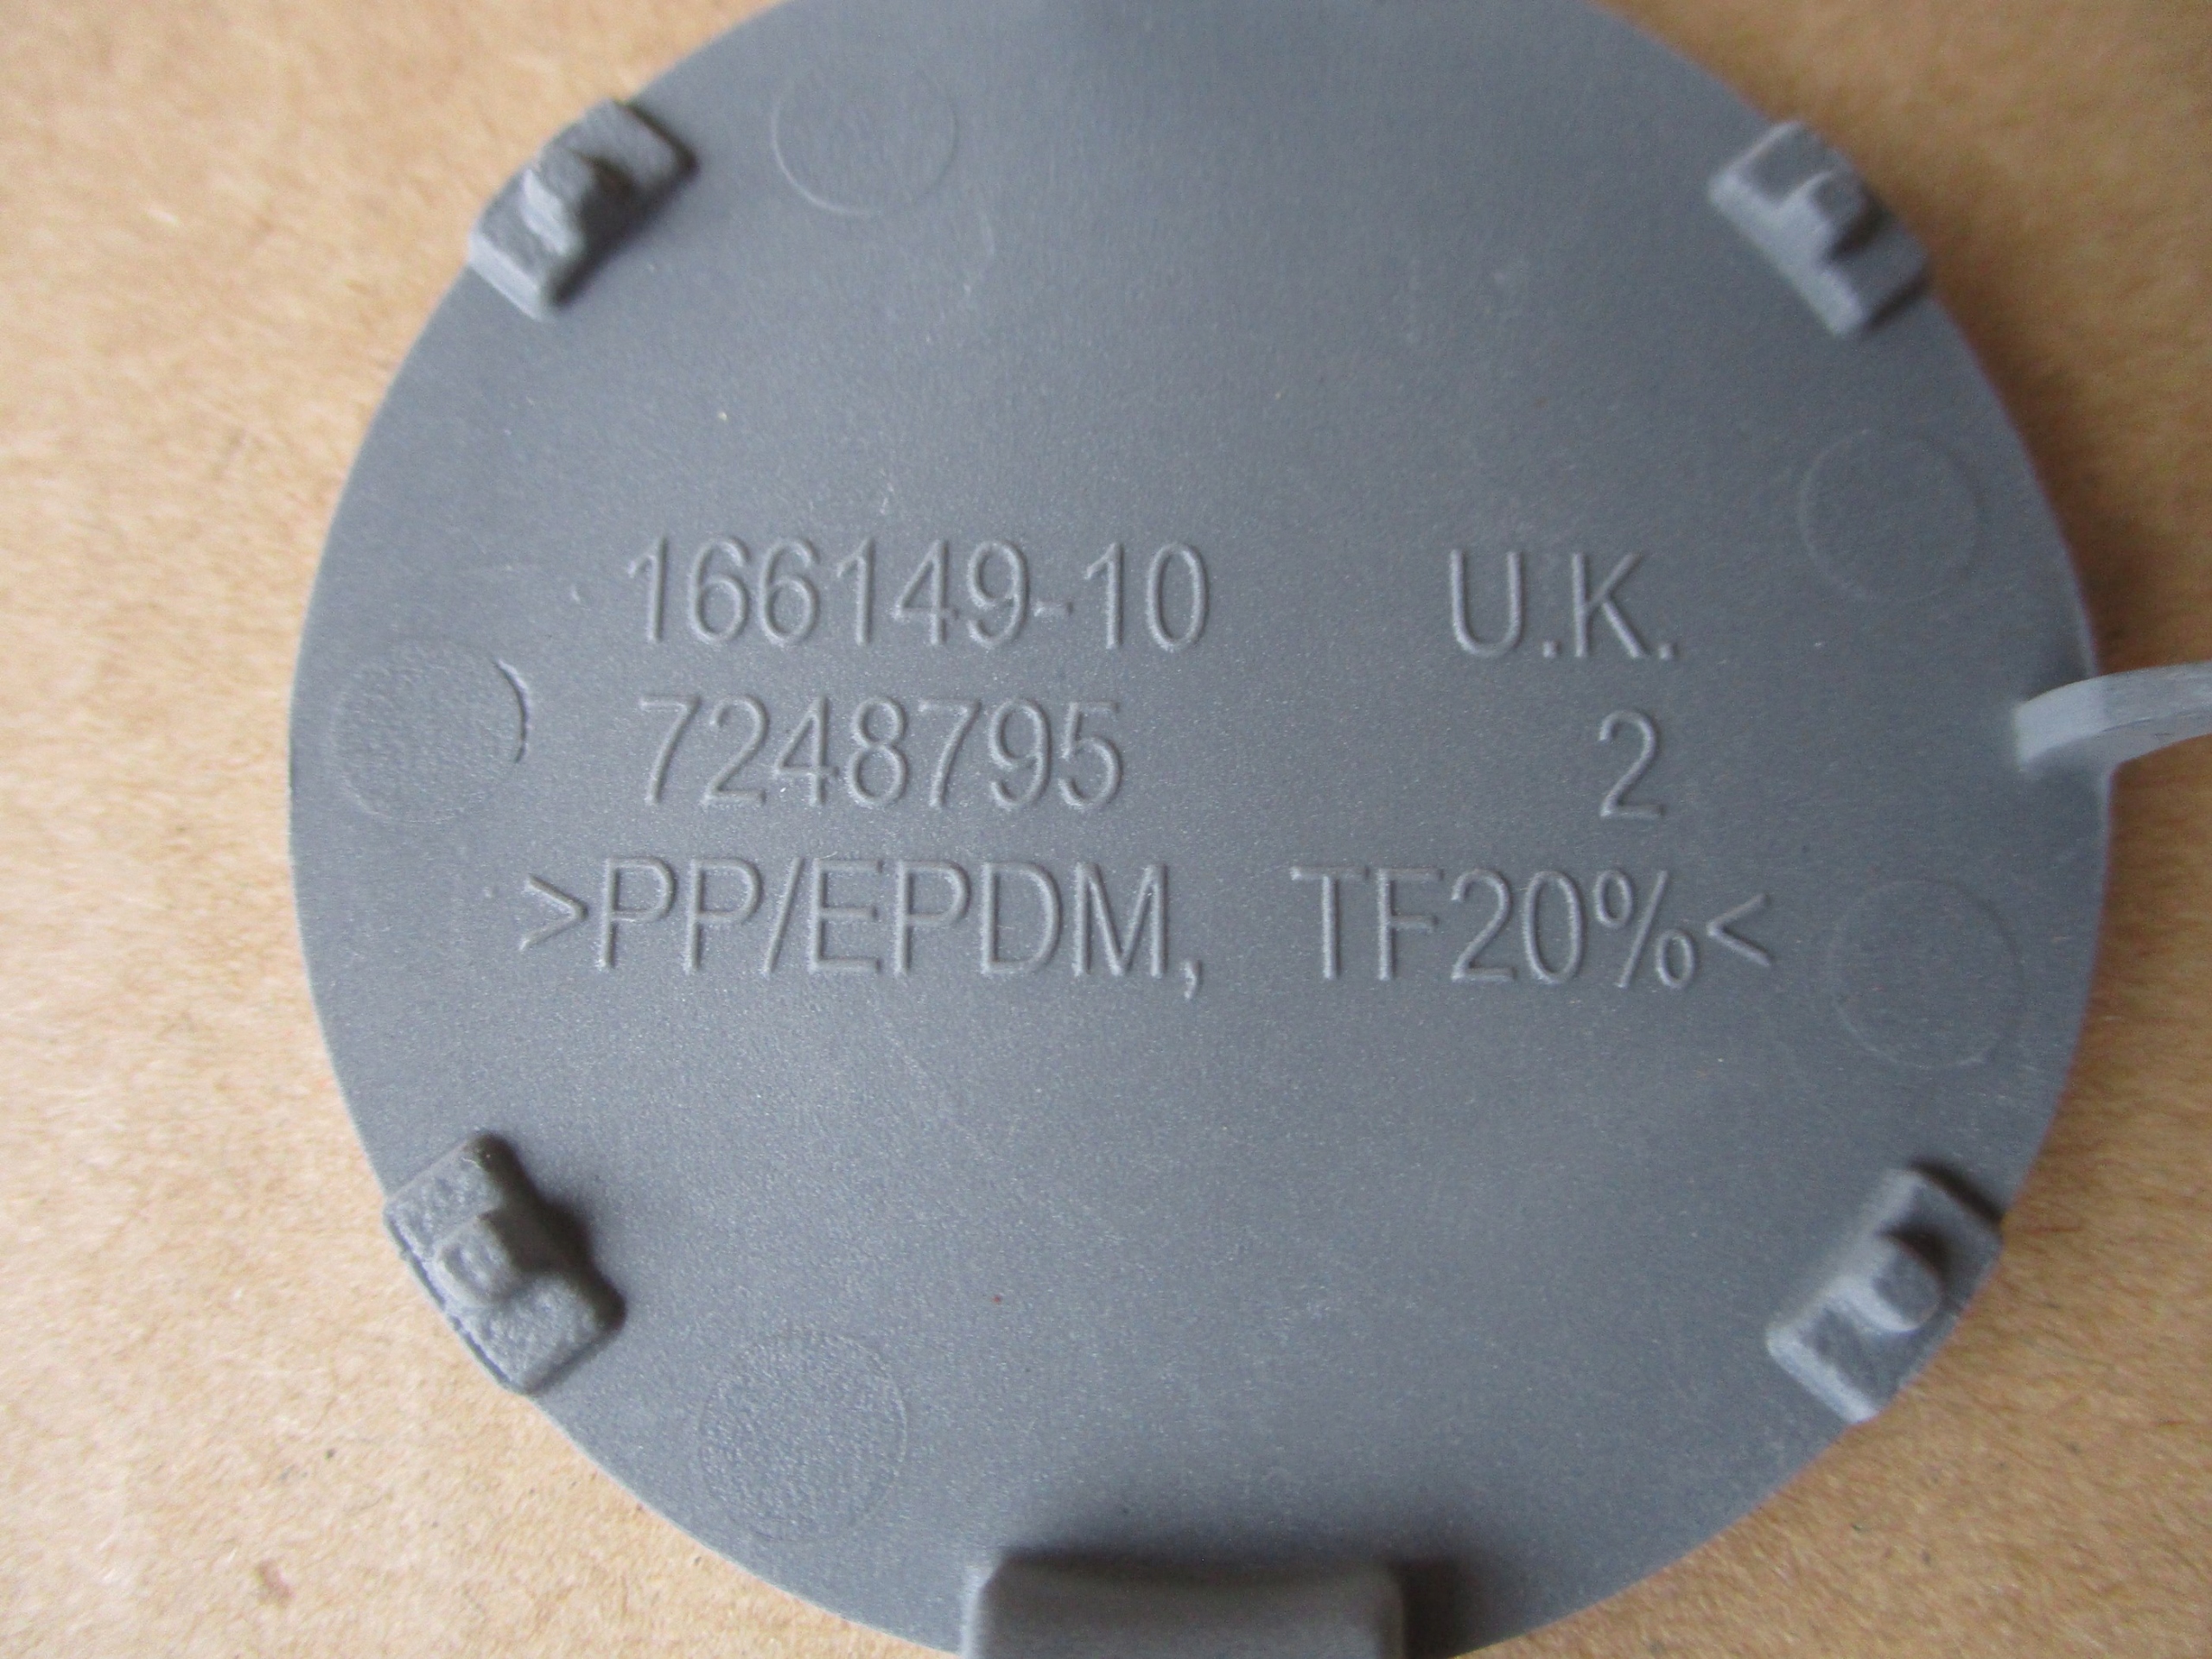 166149-10 U.K.
7248795 2
>PP/EPDM, TF20%<